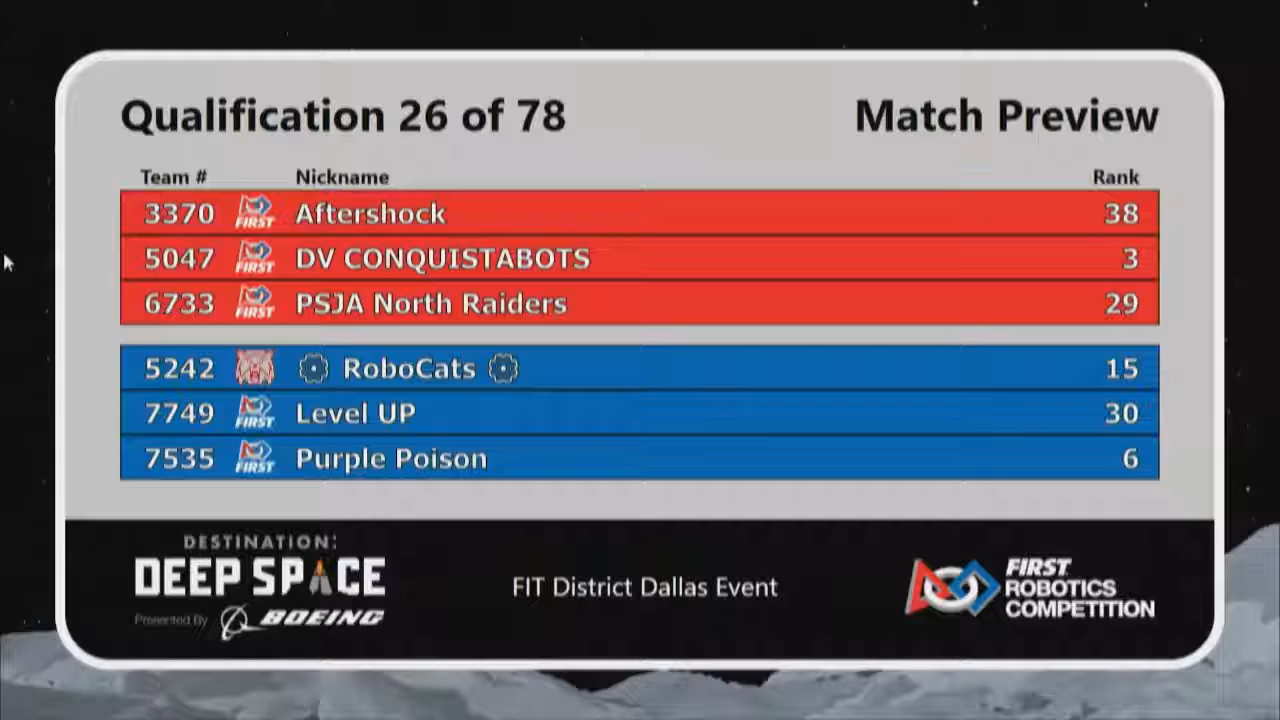 Qualification 26 of 78 Match Preview
Team # Nickname Rank
3370 FIRST Aftershock 38
5047 FIRST DV CONQUISTABOTS 3
6733 FIRST PSJA North Raiders 29
5242 RoboCats 15
7749 FIRST Level UP 30
7535 FIRST Purple Poison 6
DESTINATION:
DEEP SPACE
Presented By BOEING
FIT District Dallas Event
FIRST
ROBOTICS
COMPETITION